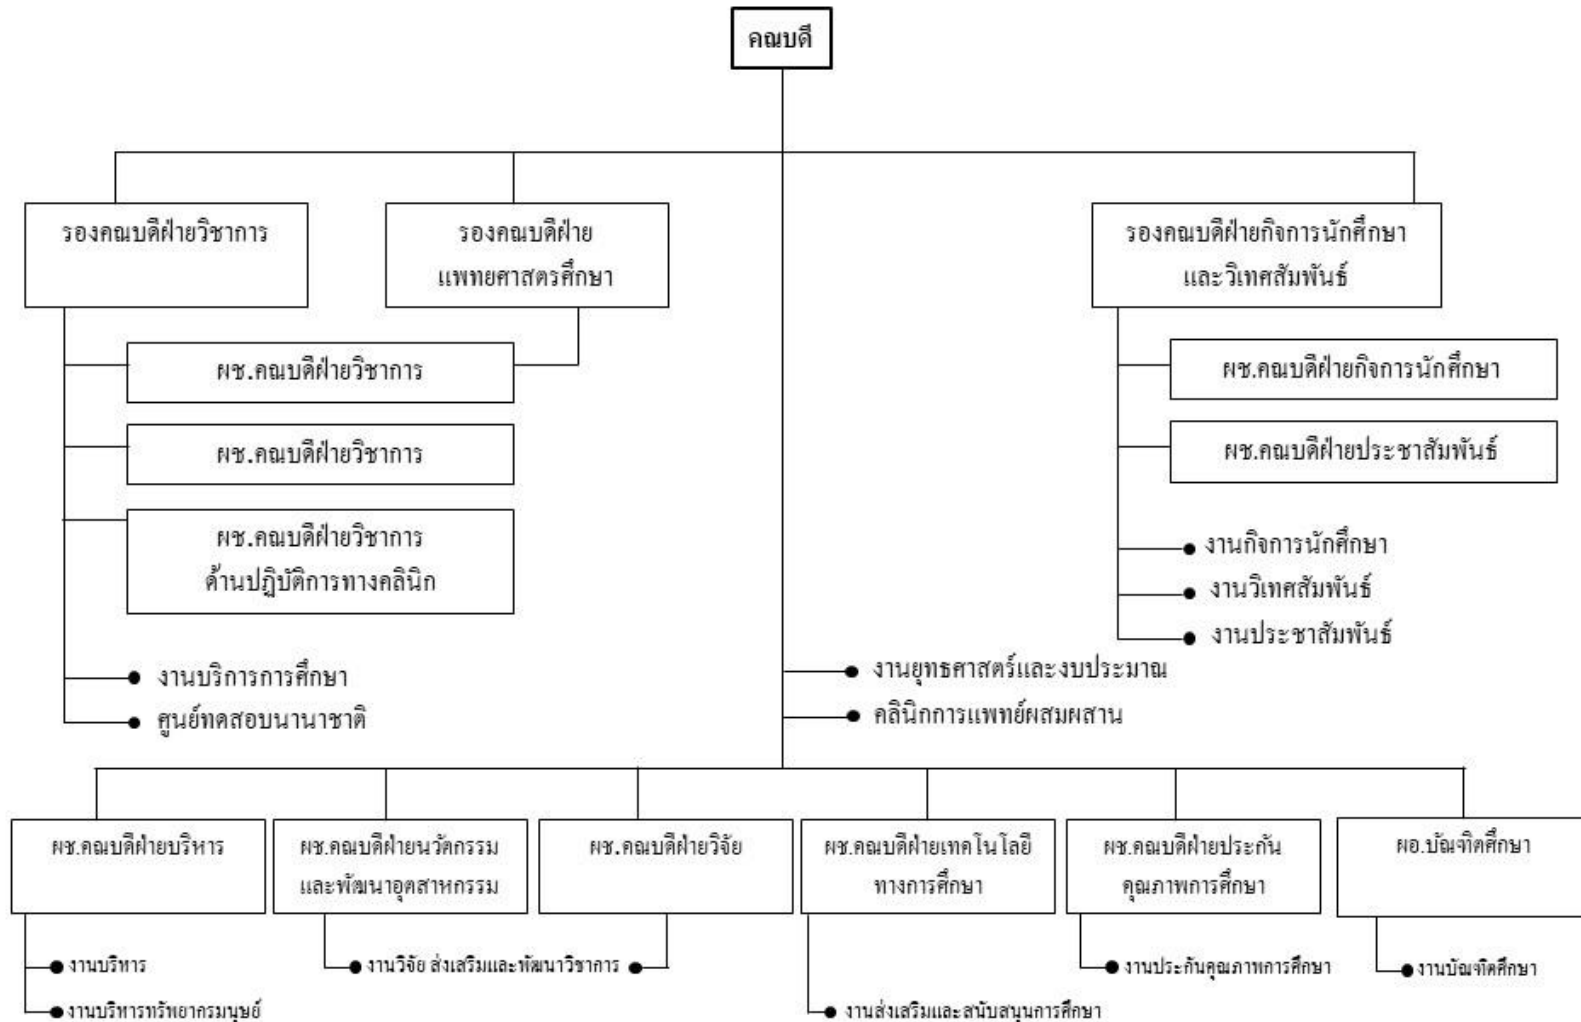 คณบดี
รองคณบดีฝ่ายวิชาการ
รองคณบดีฝ่าย
แพทยศาสตรศึกษา
รองคณบดีฝ่ายกิจการนักศึกษา
และวิเทศสัมพันธ์
ผช.คณบดีฝ่ายวิชาการ
ผช.คณบดีฝ่ายวิชาการ
ผช.คณบดีฝ่ายวิชาการ
ด้านปฏิบัติการทางคลินิก
งานบริการการศึกษา
ศูนย์ทดสอบนานาชาติ
ผช.คณบดีฝ่ายกิจการนักศึกษา
ผช.คณบดีฝ่ายประชาสัมพันธ์
งานกิจการนักศึกษา
งานวิเทศสัมพันธ์
งานประชาสัมพันธ์
งานยุทธศาสตร์และงบประมาณ
คลินิกการแพทย์ผสมผสาน
ผช.คณบดีฝ่ายบริหาร
งานบริหาร
งานบริหารทรัพยากรมนุษย์
ผช.คณบดีฝ่ายนวัตกรรม
และพัฒนาอุตสาหกรรม
ผช.คณบดีฝ่ายวิจัย
งานวิจัย ส่งเสริมและพัฒนาวิชาการ
ผช.คณบดีฝ่ายเทคโนโลยี
ทางการศึกษา
งานส่งเสริมและสนับสนุนการศึกษา
ผช.คณบดีฝ่ายประกัน
คุณภาพการศึกษา
งานประกันคุณภาพการศึกษา
ผอ.บัณฑิตศึกษา
งานบัณฑิตศึกษา